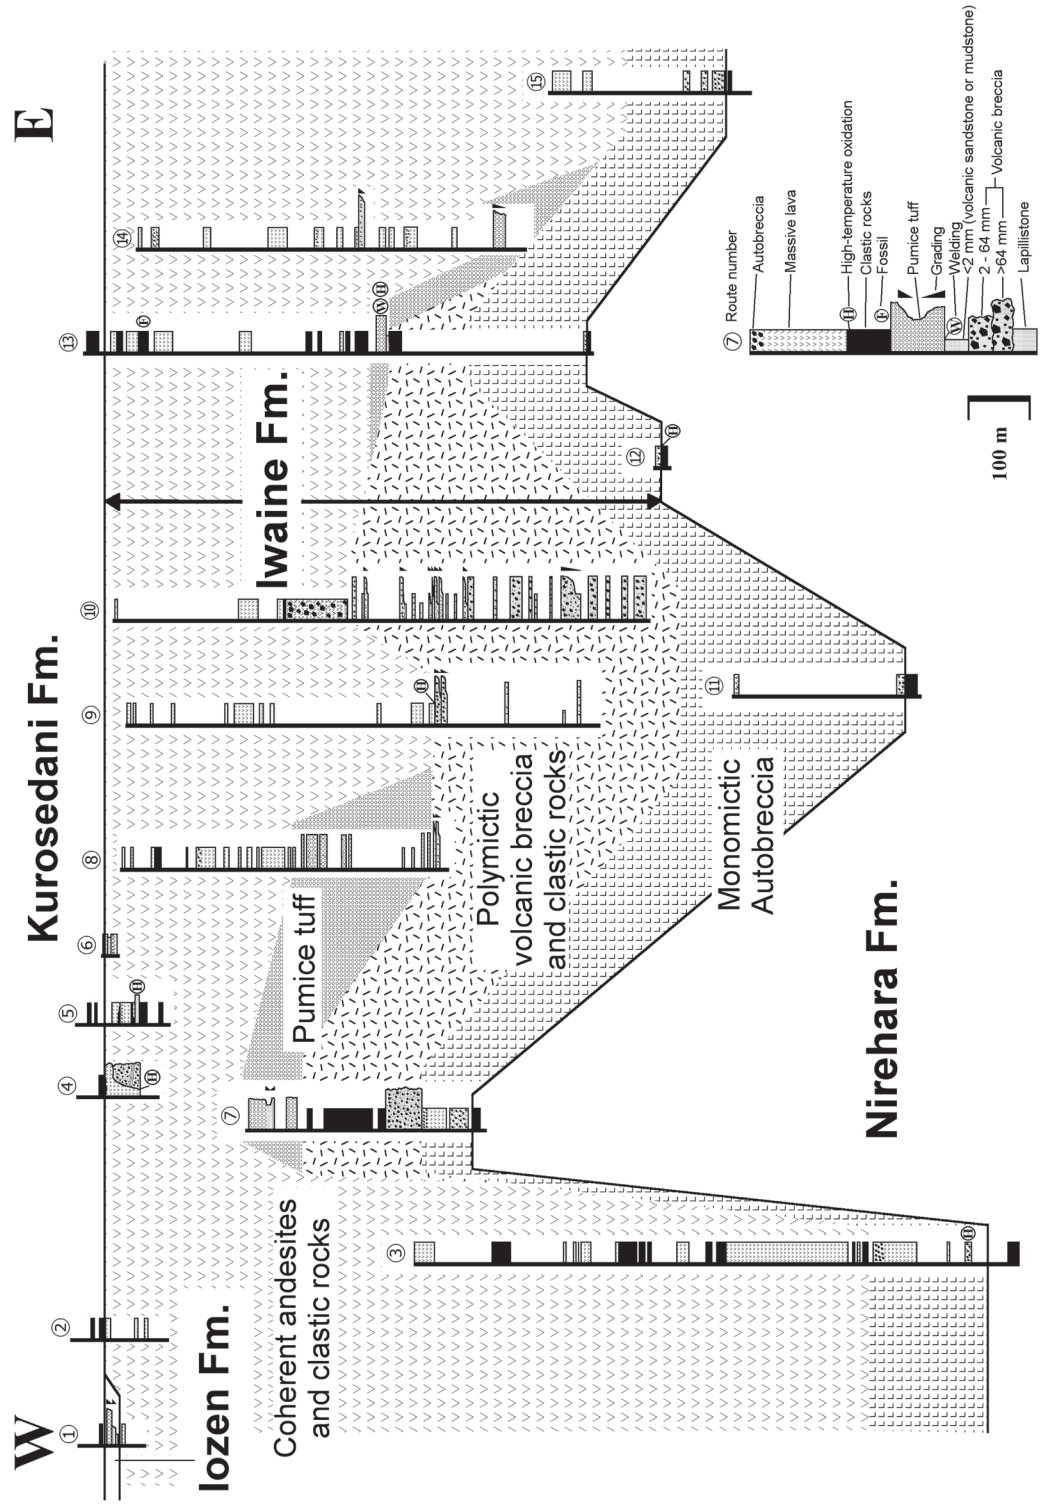 W
E
Kurosedani Fm.
①
②
③
④
⑤
⑥
⑦
⑧
⑨
⑩
⑪
⑫
⑬
⑭
⑮
Iozen Fm.
Iwaine Fm.
Coherent andesites
and clastic rocks
Pumice tuff
Polymictic
volcanic breccia
and clastic rocks
Monomictic
Autobreccia
Nirehara Fm.
H
H
H
H
H
W H
F
⑦ Route number
Autobreccia
Massive lava
H High-temperature oxidation
Clastic rocks
F Fossil
Pumice tuff
Grading
W Welding
<2 mm (volcanic sandstone or mudstone)
2 - 64 mm
>64 mm
Volcanic breccia
Lapillistone
100 m